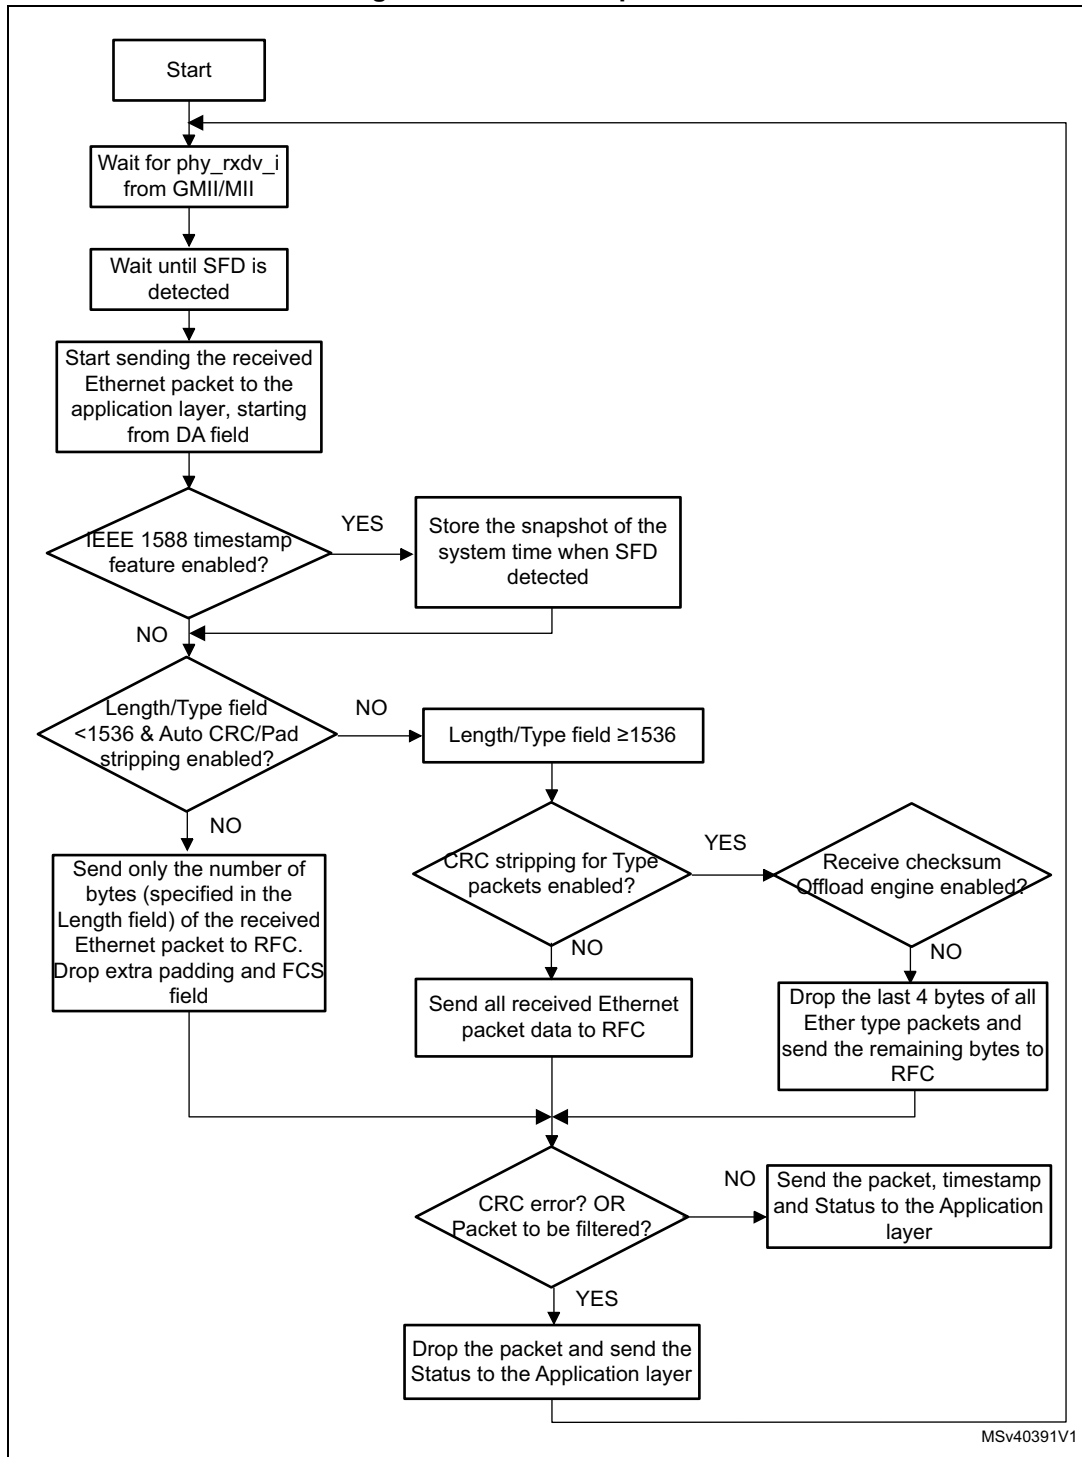 Start
Wait for phy_rxdv_i
from GMII/MII
Wait until SFD is
detected
Start sending the received
Ethernet packet to the
application layer, starting
from DA field
IEEE 1588 timestamp
feature enabled?
YES
Store the snapshot of the
system time when SFD
detected
NO
Length/Type field
<1536 & Auto CRC/Pad
stripping enabled?
NO
Length/Type field ≥1536
NO
Send only the number of
bytes (specified in the
Length field) of the received
Ethernet packet to RFC.
Drop extra padding and FCS
field
CRC stripping for Type
packets enabled?
YES
Receive checksum
Offload engine enabled?
NO
Send all received Ethernet
packet data to RFC
NO
Drop the last 4 bytes of all
Ether type packets and
send the remaining bytes to
RFC
CRC error? OR
Packet to be filtered?
NO
Send the packet, timestamp
and Status to the Application
layer
YES
Drop the packet and send the
Status to the Application layer
MSv40391V1